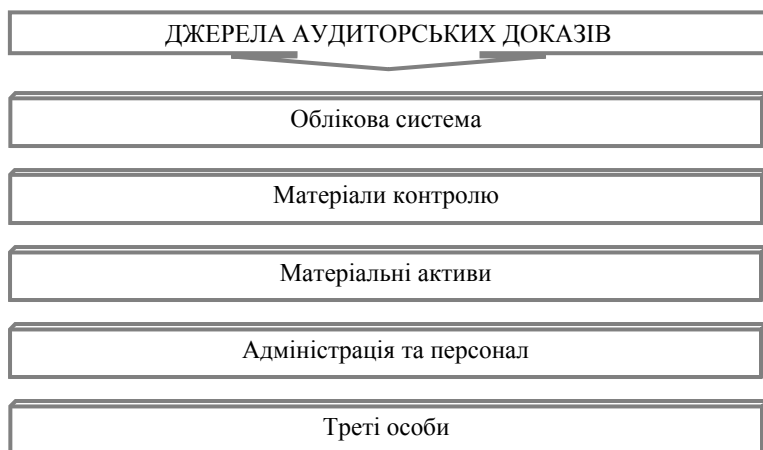 ДЖЕРЕЛА АУДИТОРСЬКИХ ДОКАЗІВ
Облікова система
Матеріали контролю
Матеріальні активи
Адміністрація та персонал
Треті особи